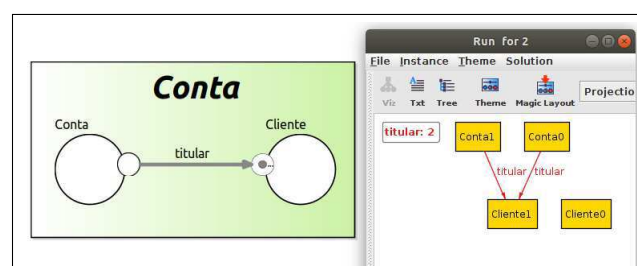 Conta
Conta
Cliente
titular
...
Run for 2
File Instance Theme Solution
Viz Txt Tree Theme Magic Layout Projectio
titular: 2
Conta1 Conta0
titular titular
Cliente1 Cliente0